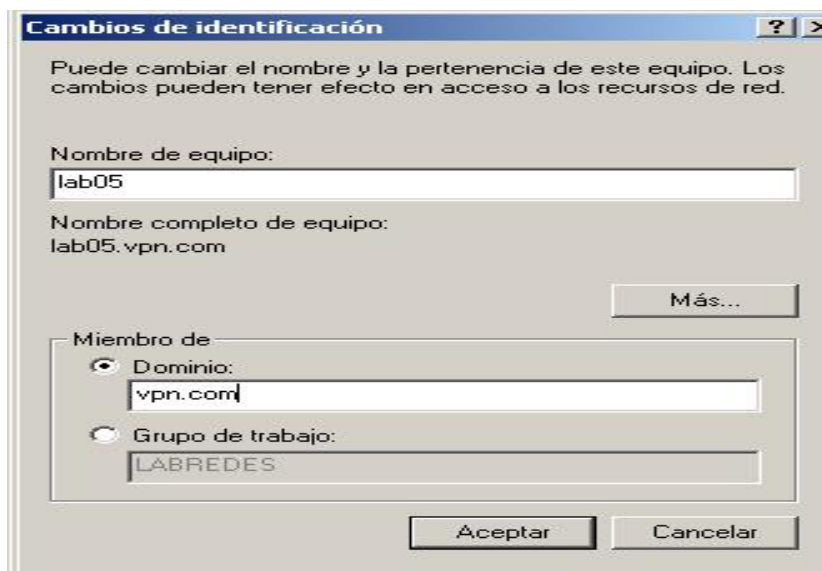 Cambios de identificación
Puede cambiar el nombre y la pertenencia de este equipo. Los
cambios pueden tener efecto en acceso a los recursos de red.
Nombre de equipo:
lab05
Nombre completo de equipo:
lab05.vpn.com
Más...
Miembro de
Dominio:
vpn.com
Grupo de trabajo:
LABREDES
Aceptar Cancelar